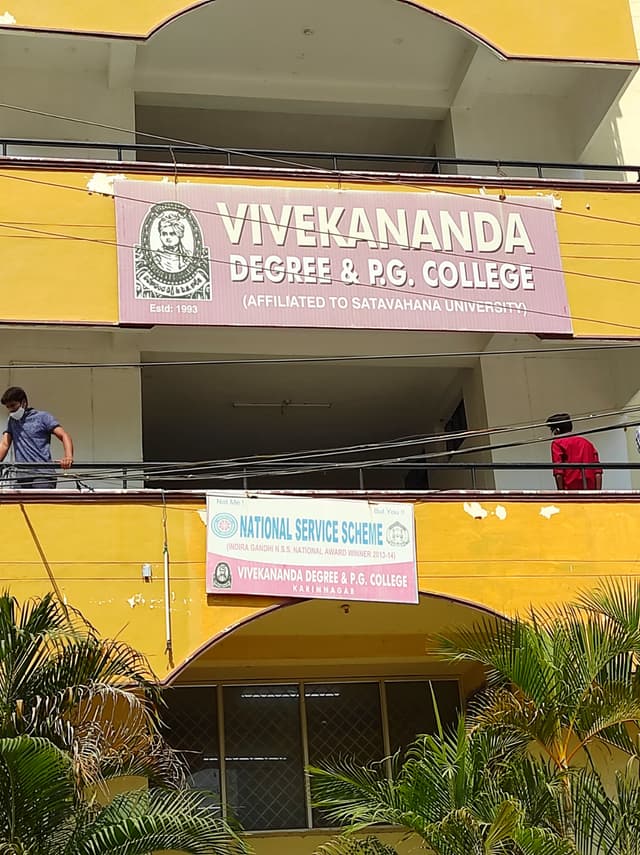 VIVEKANANDA
DEGREE & P.G. COLLEGE
(AFFILIATED TO SATAVAHANA UNIVERSITY)
Estd: 1993
Not Me !
But You !!
NATIONAL SERVICE SCHEME
(INDIRA GANDHI N.S.S. NATIONAL AWARD WINNER 2013-14)
VIVEKANANDA DEGREE & P.G. COLLEGE
KARIMNAGAR